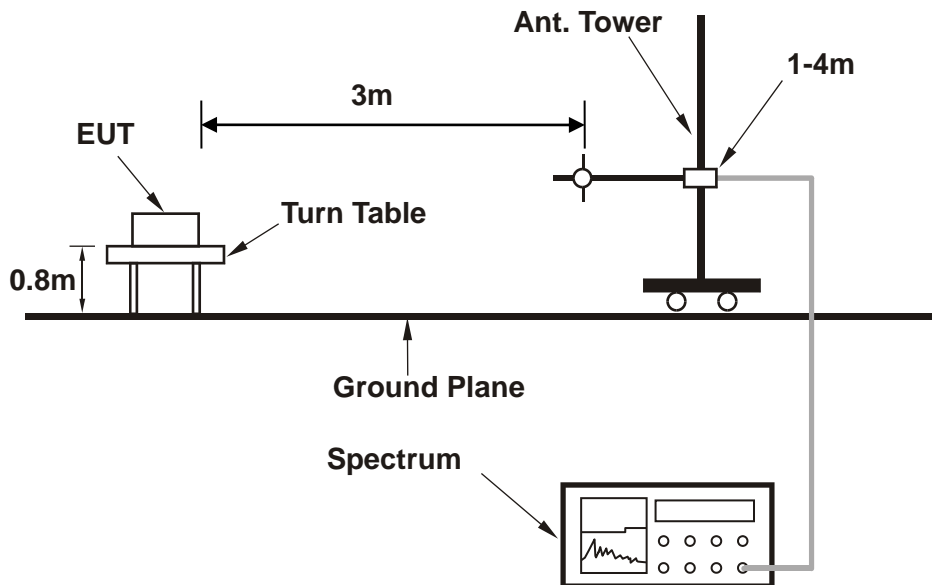 Ant. Tower
1-4m
3m
EUT
Turn Table
0.8m
Ground Plane
Spectrum